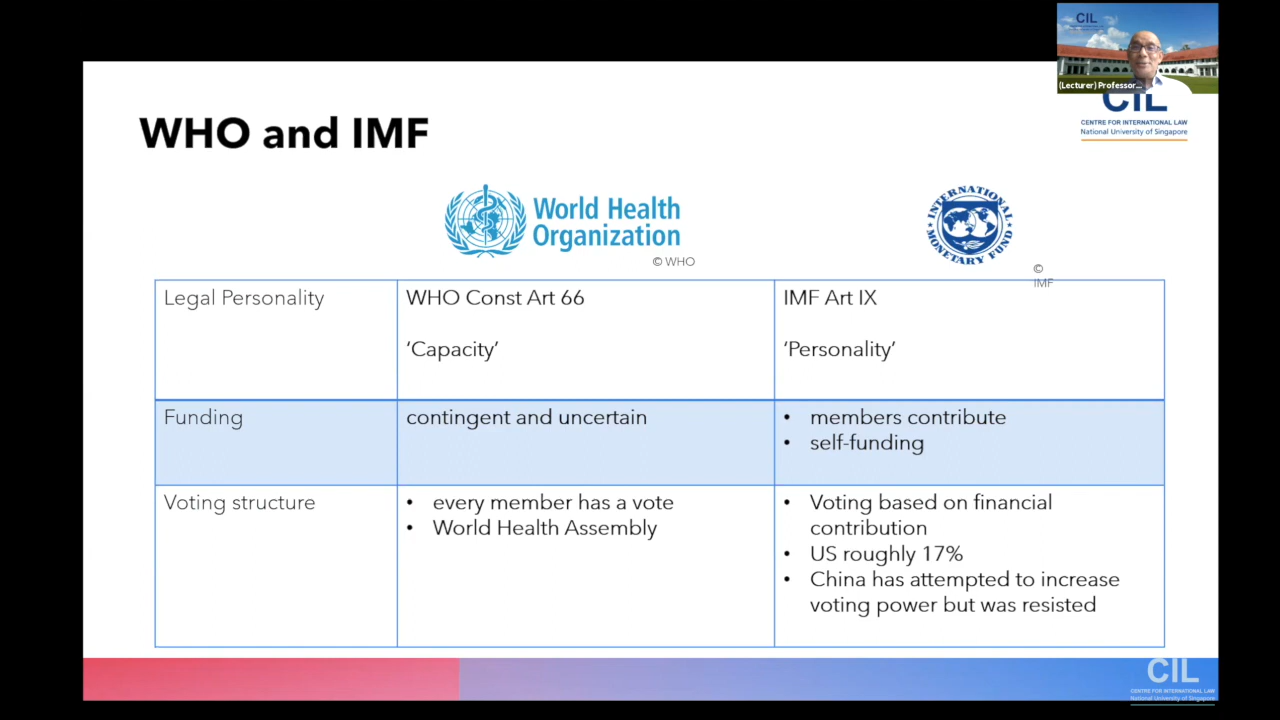 CIL
(Lecturer) Professor...
CIL
CENTRE FOR INTERNATIONAL LAW
National University of Singapore
WHO and IMF
World Health
Organization
© WHO
INTERNATIONAL MONETARY FUND
©
IMF
Legal Personality
WHO Const Art 66
‘Capacity’
IMF Art IX
‘Personality’
Funding
contingent and uncertain
• members contribute
• self-funding
Voting structure
• every member has a vote
• World Health Assembly
• Voting based on financial
contribution
• US roughly 17%
• China has attempted to increase
voting power but was resisted
CIL
CENTRE FOR INTERNATIONAL LAW
National University of Singapore